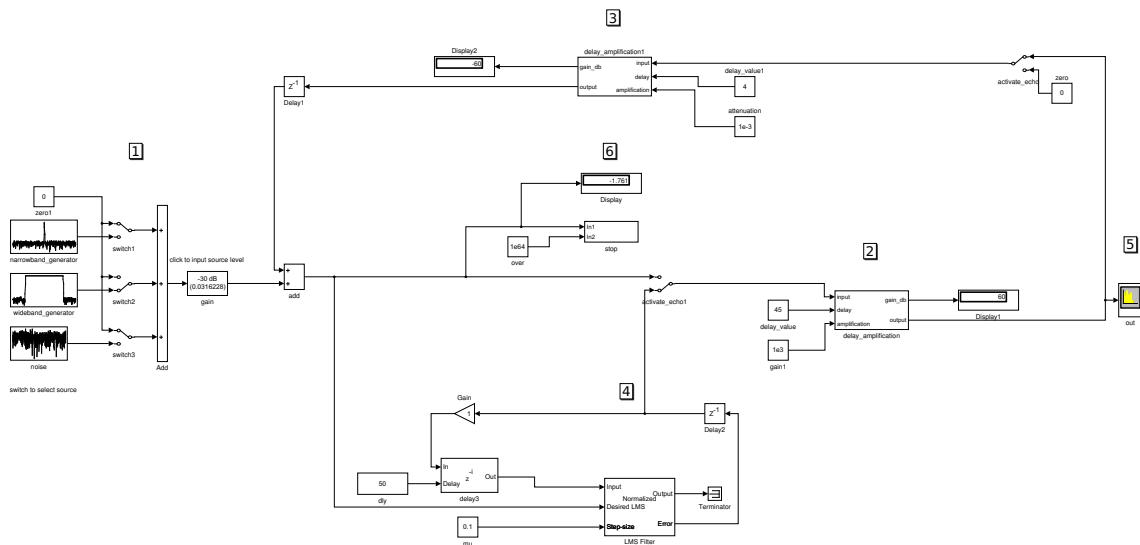 3
Display2
-60
delay_amplification1
gain_db
output
input
delay
amplification
delay_value1
4
attenuation
1e-3
activate_echo
zero
0
Z-1
Delay1
1
0
zero1
narrowband_generator
wideband_generator
noise
switch to select source
switch1
switch2
switch3
+
+
+
Add
click to input source level
-30 dB
(0.0316228)
gain
+
+
add
6
-1.761
Display
In1
In2
stop
1e64
over
activate_echo1
2
45
delay_value
1e3
gain1
input
delay
amplification
gain_db
output
delay_amplification
60
Display1
5
out
4
Gain
1
Z-1
Delay2
50
dly
In
Delay
z-i
Out
delay3
0.1
mu
Input
Desired
Step-size
Normalized
LMS
Output
Error
LMS Filter
Terminator